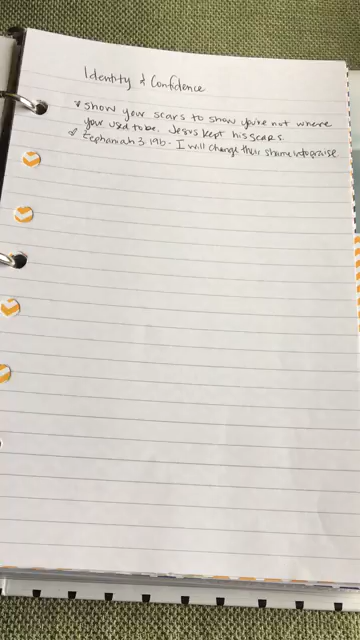 Identity & Confidence
* show your scars to show you're not where
your used to be. Jesus kept his scars.
* Zephaniah 3:19b - I will change their shame into praise